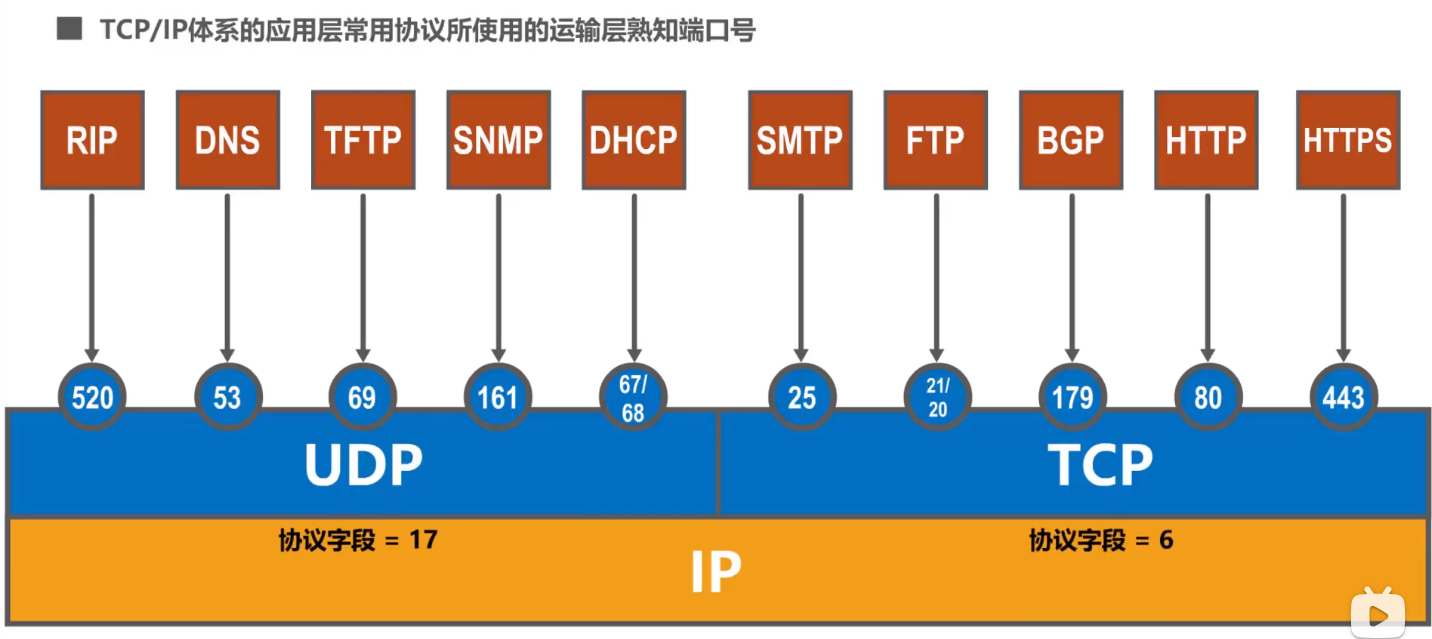 TCP/IP体系的应用层常用协议所使用的运输层熟知端口号
RIP
DNS
TFTP
SNMP
DHCP
SMTP
FTP
BGP
HTTP
HTTPS
520
53
69
161
67/
68
25
21/
20
179
80
443
UDP
TCP
协议字段 = 17
协议字段 = 6
IP